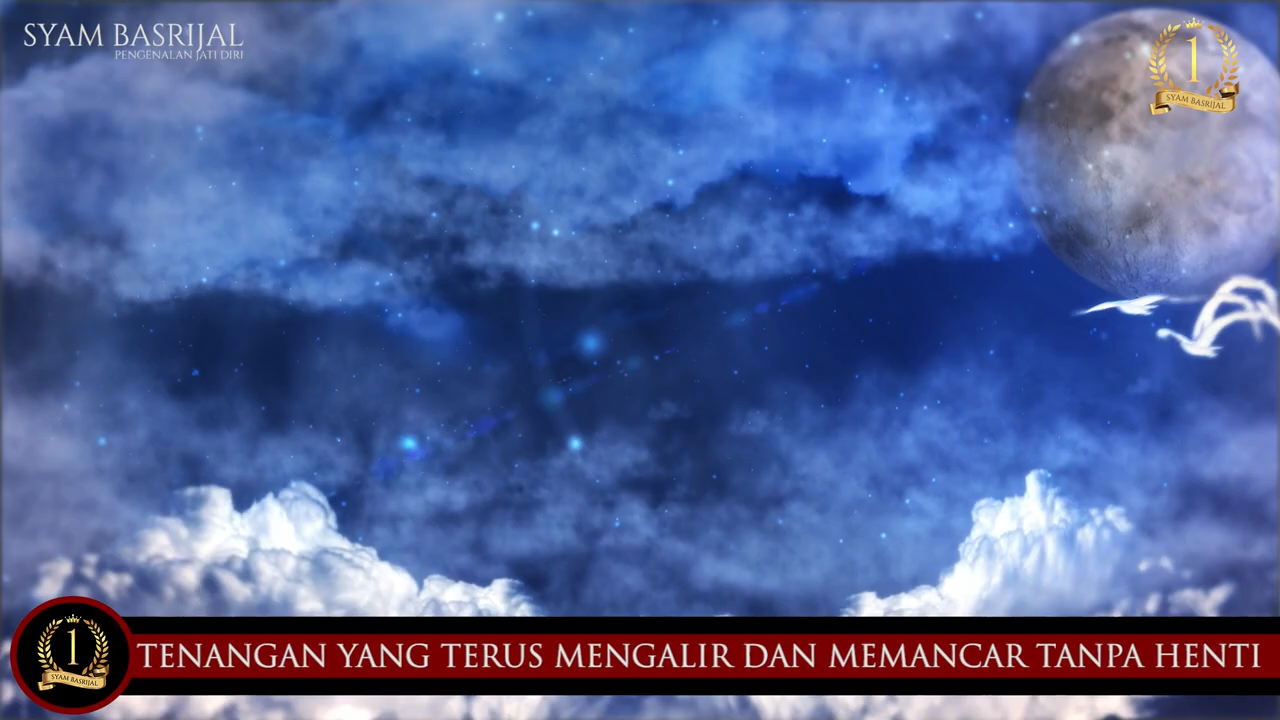 SYAM BASRIJAL
PENGENALAN JATI DIRI
1
SYAM BASRIJAL
1
SYAM BASRIJAL
TENANGAN YANG TERUS MENGALIR DAN MEMANCAR TANPA HENTI